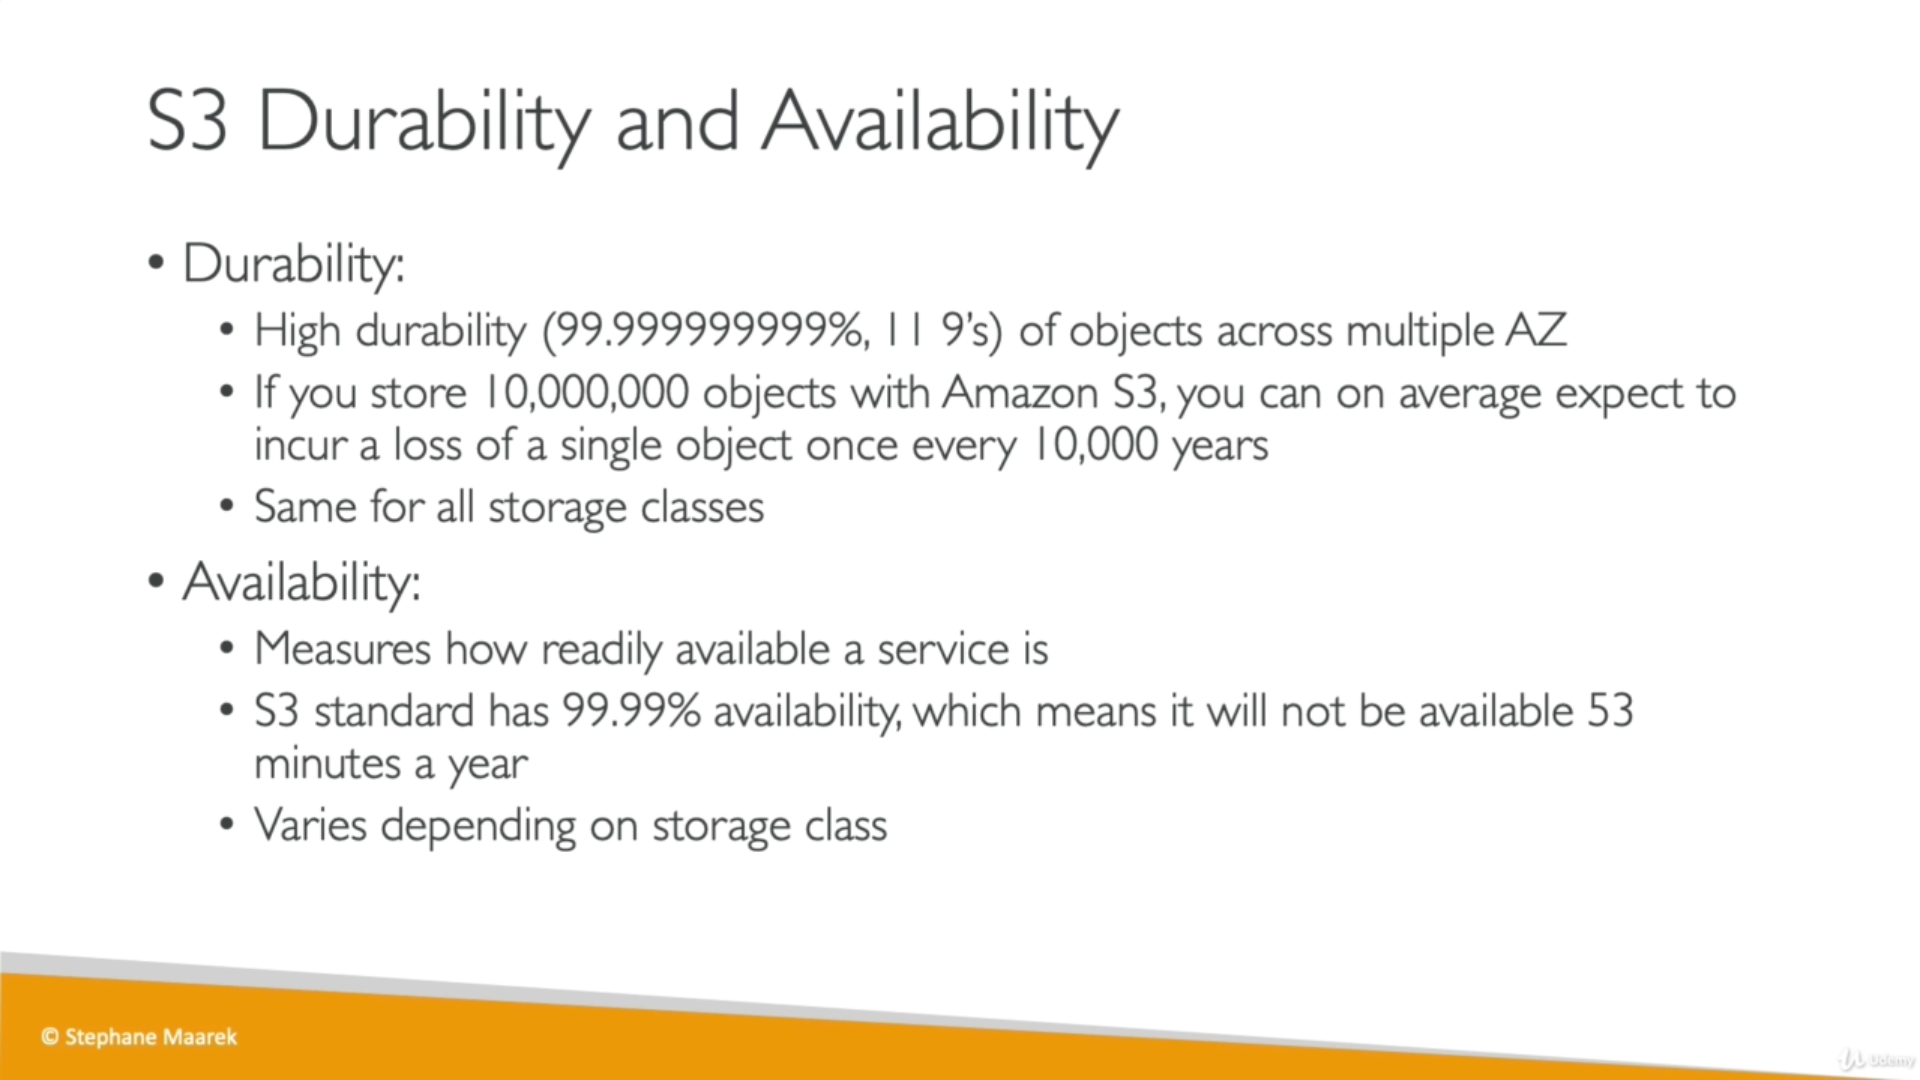 S3 Durability and Availability
• Durability:
• High durability (99.999999999%, 11 9's) of objects across multiple AZ
• If you store 10,000,000 objects with Amazon S3, you can on average expect to
incur a loss of a single object once every 10,000 years
• Same for all storage classes
• Availability:
• Measures how readily available a service is
• S3 standard has 99.99% availability, which means it will not be available 53
minutes a year
• Varies depending on storage class
© Stephane Maarek
Udemy